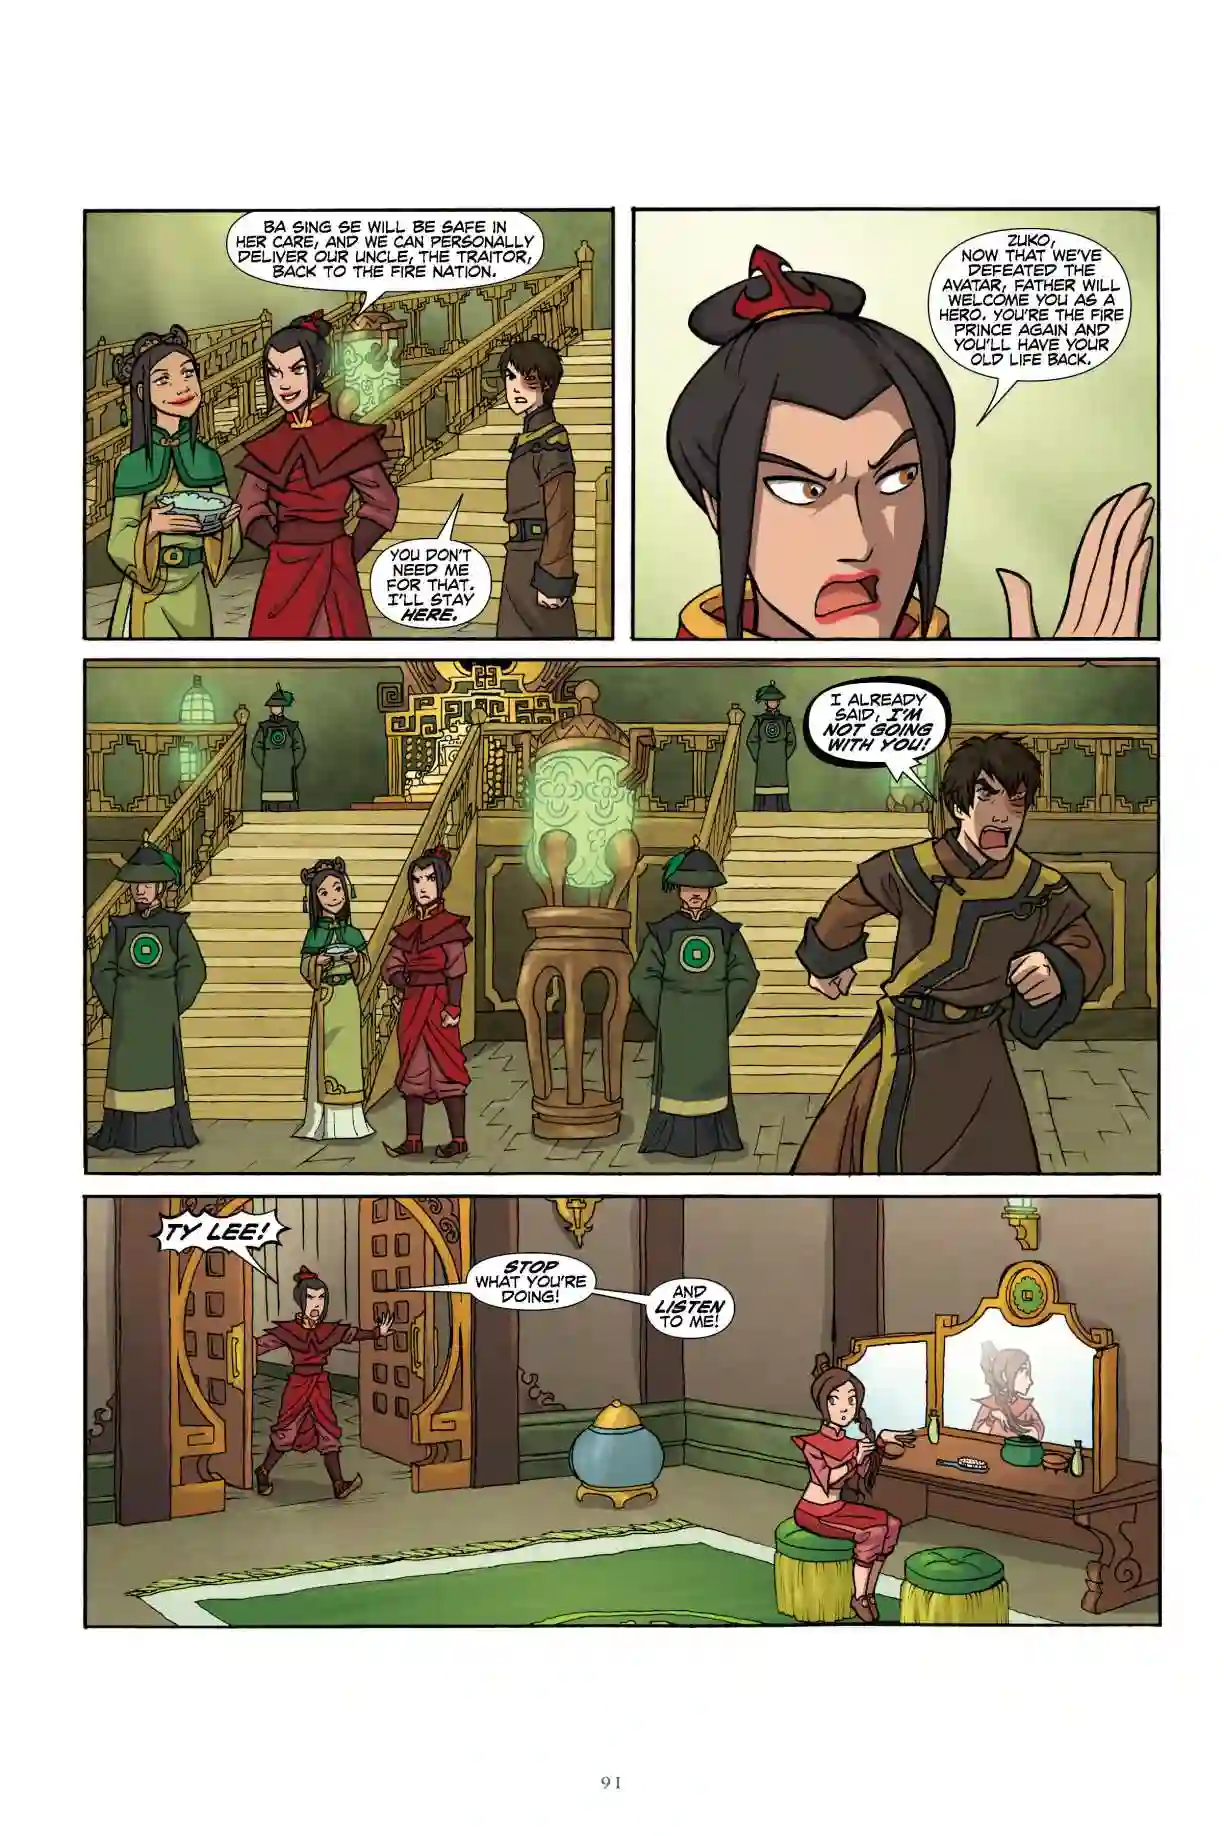 BA SING SE WILL BE SAFE IN
HER CARE, AND WE CAN PERSONALLY
DELIVER OUR UNCLE, THE TRAITOR,
BACK TO THE FIRE NATION.
YOU DON'T
NEED ME
FOR THAT.
I'LL STAY
HERE.
ZUKO,
NOW THAT WE'VE
DEFEATED THE
AVATAR, FATHER WILL
WELCOME YOU AS A
HERO. YOU'RE THE FIRE
PRINCE AGAIN AND
YOU'LL HAVE YOUR
OLD LIFE BACK.
I ALREADY
SAID, I'M
NOT GOING
WITH YOU!
TY LEE!
STOP
WHAT YOU'RE
DOING!
AND
LISTEN
TO ME!
91